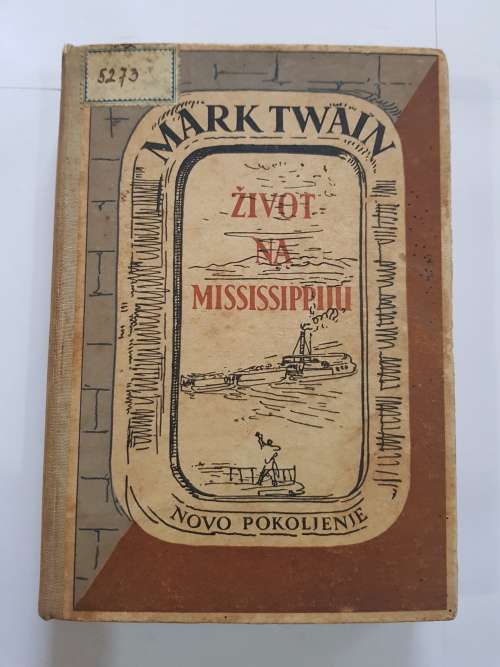 5273
MARK TWAIN
ŽIVOT
NA
MISSISSIPPIJU
NOVO POKOLJENJE